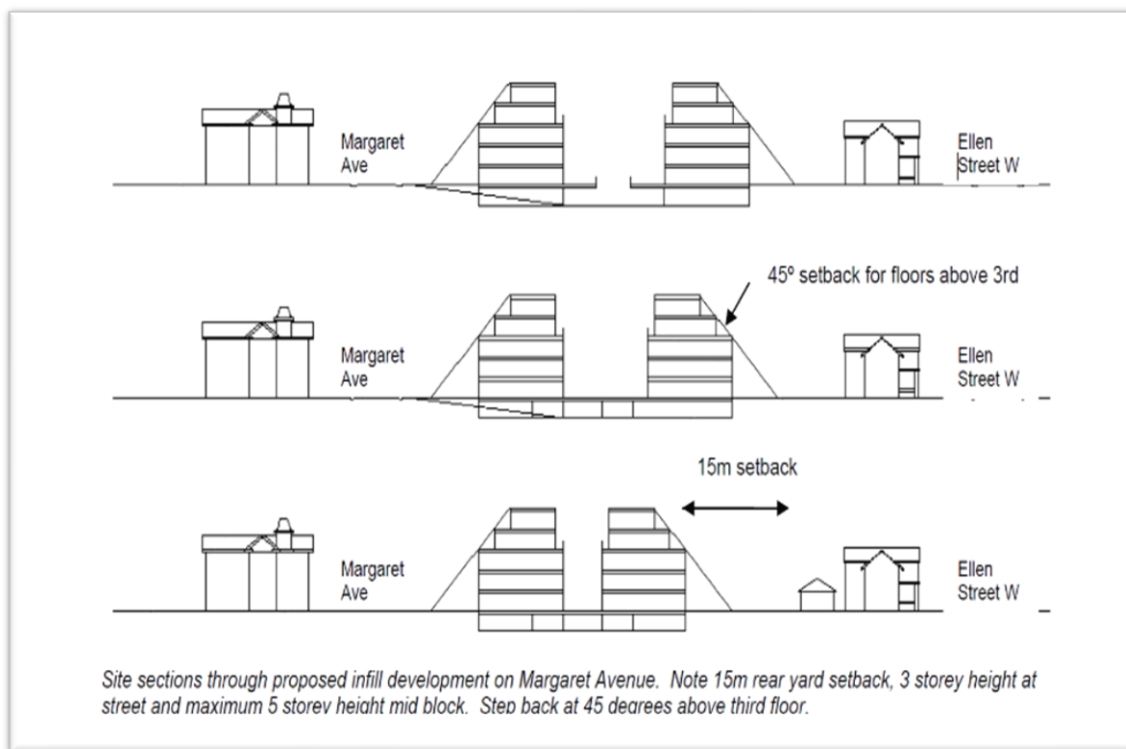 Margaret
Ave
Ellen
Street W
45º setback for floors above 3rd
Margaret
Ave
Ellen
Street W
15m setback
Margaret
Ave
Ellen
Street W
Site sections through proposed infill development on Margaret Avenue.  Note 15m rear yard setback, 3 storey height at
street and maximum 5 storey height mid block.  Step back at 45 degrees above third floor.